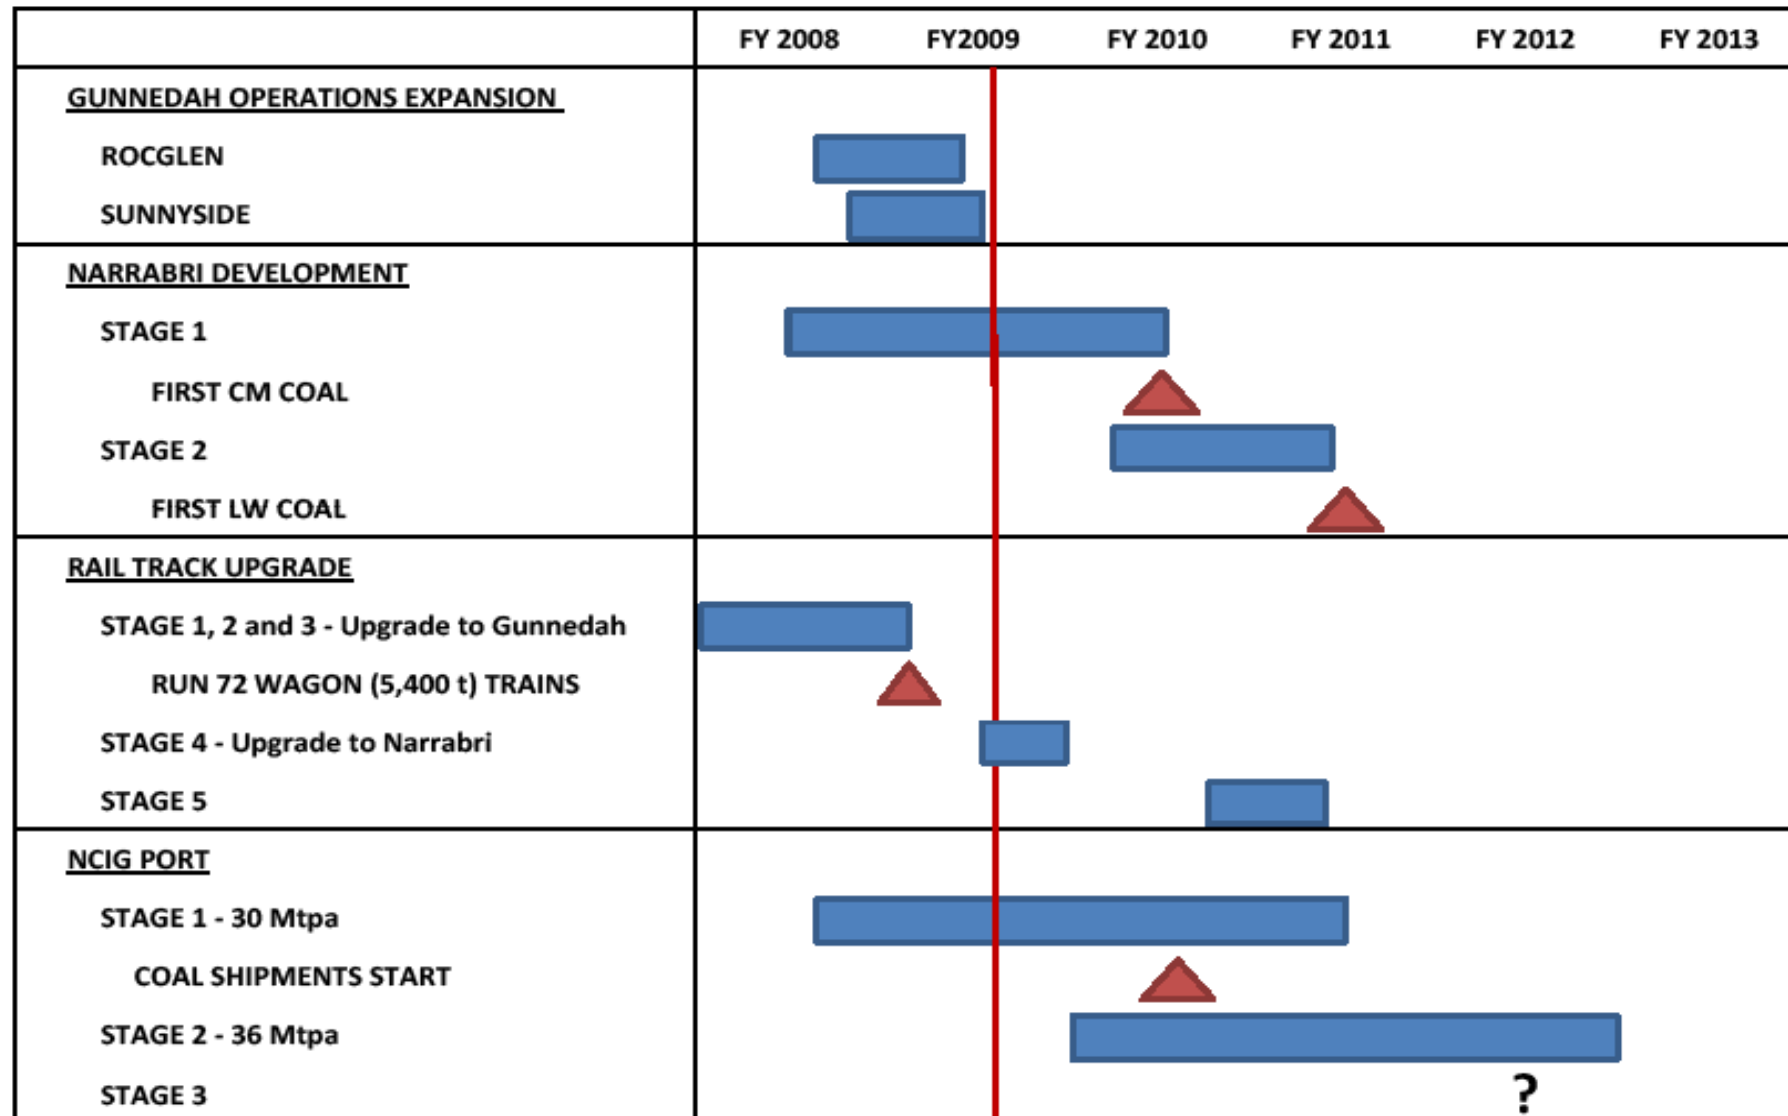 FY 2008 FY2009 FY 2010 FY 2011 FY 2012 FY 2013
GUNNEDAH OPERATIONS EXPANSION
ROCGLEN
SUNNYSIDE
NARRABRI DEVELOPMENT
STAGE 1
FIRST CM COAL
STAGE 2
FIRST LW COAL
RAIL TRACK UPGRADE
STAGE 1, 2 and 3 - Upgrade to Gunnedah
RUN 72 WAGON (5,400 t) TRAINS
STAGE 4 - Upgrade to Narrabri
STAGE 5
NCIG PORT
STAGE 1 - 30 Mtpa
COAL SHIPMENTS START
STAGE 2 - 36 Mtpa
STAGE 3 ?